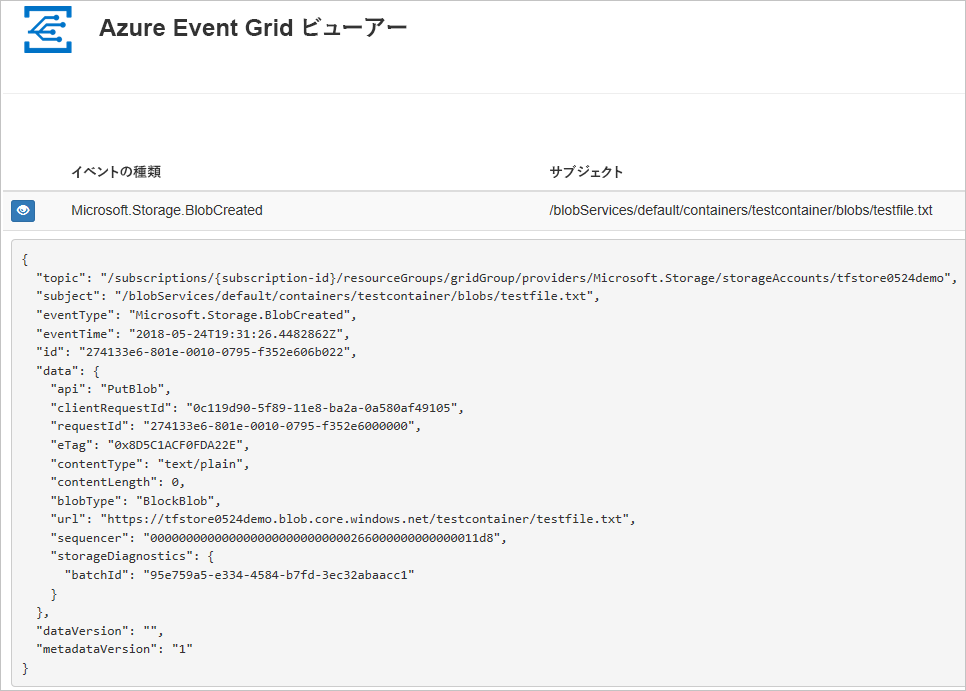 Azure Event Grid ビューアー
イベントの種類 サブジェクト
Microsoft.Storage.BlobCreated /blobServices/default/containers/testcontainer/blobs/testfile.txt
{
  "topic": "/subscriptions/{subscription-id}/resourceGroups/gridGroup/providers/Microsoft.Storage/storageAccounts/tfstore0524demo",
  "subject": "/blobServices/default/containers/testcontainer/blobs/testfile.txt",
  "eventType": "Microsoft.Storage.BlobCreated",
  "eventTime": "2018-05-24T19:31:26.4482862Z",
  "id": "274133e6-801e-0010-0795-f352e606b022",
  "data": {
    "api": "PutBlob",
    "clientRequestId": "0c119d90-5f89-11e8-ba2a-0a580af49105",
    "requestId": "274133e6-801e-0010-0795-f352e6000000",
    "eTag": "0x8D5C1ACF0FDA22E",
    "contentType": "text/plain",
    "contentLength": 0,
    "blobType": "BlockBlob",
    "url": "https://tfstore0524demo.blob.core.windows.net/testcontainer/testfile.txt",
    "sequencer": "00000000000000000000000000000266000000000000011d8",
    "storageDiagnostics": {
      "batchId": "95e759a5-e334-4584-b7fd-3ec32abaacc1"
    }
  },
  "dataVersion": "",
  "metadataVersion": "1"
}